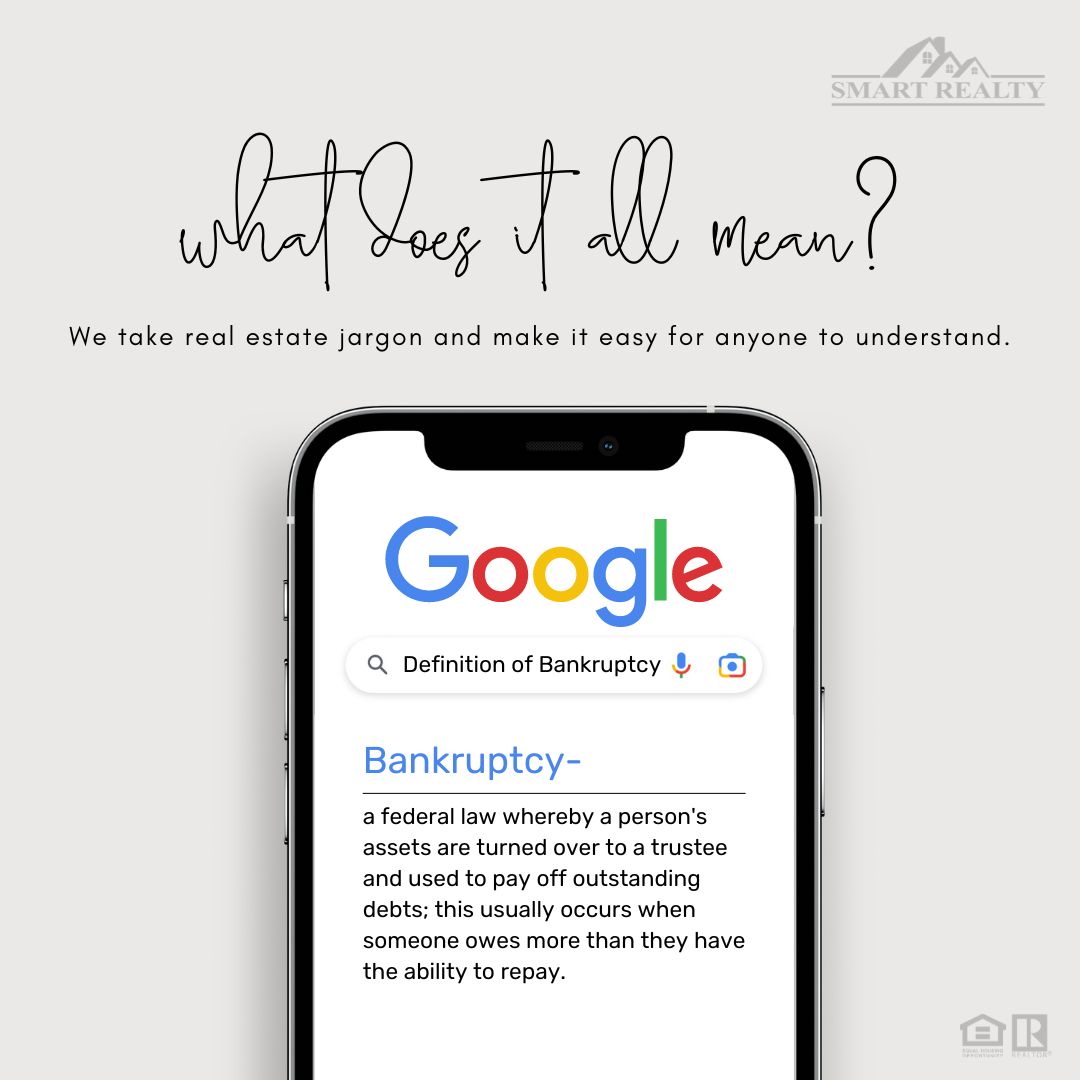 SMART REALTY
what does it all mean?
We take real estate jargon and make it easy for anyone to understand.
Google
Definition of Bankruptcy
Bankruptcy-
a federal law whereby a person's
assets are turned over to a trustee
and used to pay off outstanding
debts; this usually occurs when
someone owes more than they have
the ability to repay.
EQUAL HOUSING
OPPORTUNITY
REALTOR®